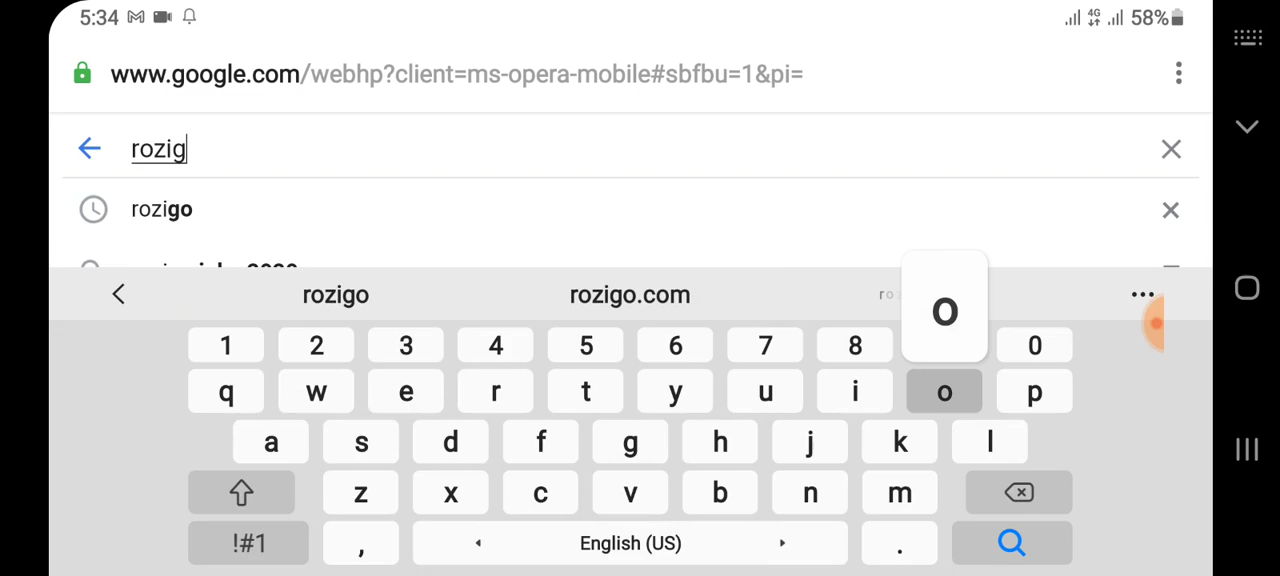 5:34 4G 58%
www.google.com/webhp?client=ms-opera-mobile#sbfbu=1&pi=
rozig
rozigo
rozigo rozigo.com
o
1 2 3 4 5 6 7 8 0
q w e r t y u i o p
a s d f g h j k l
z x c v b n m
!#1 , English (US) .